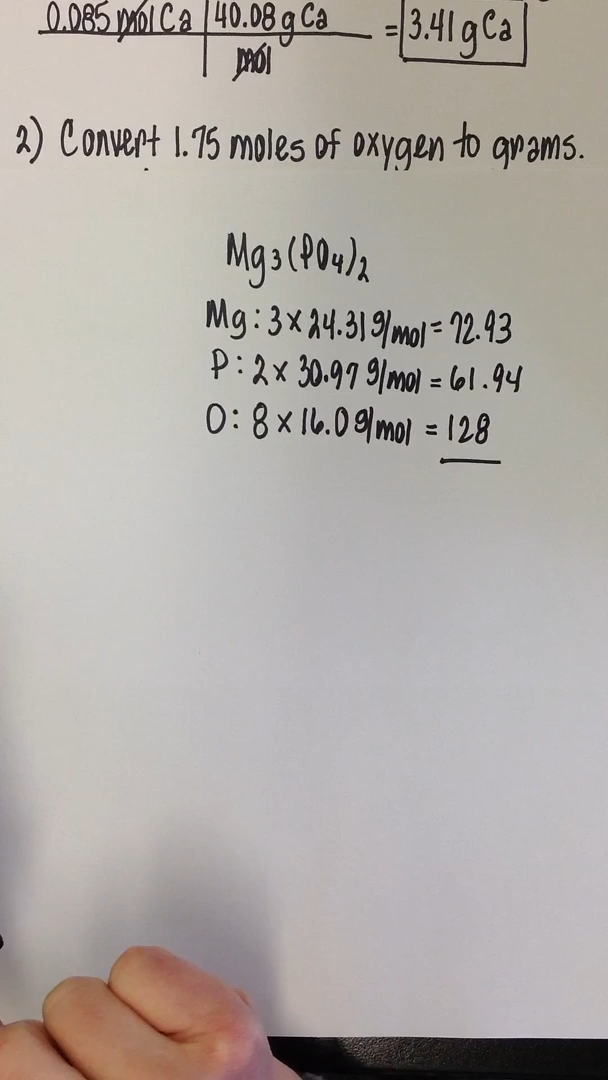 0.085 mol Ca | 40.08 g Ca = 3.41 g Ca
mol
2) Convert 1.75 moles of oxygen to grams.
Mg3(PO4)2
Mg: 3 x 24.31 g/mol = 72.93
P: 2 x 30.97 g/mol = 61.94
O: 8 x 16.0 g/mol = 128